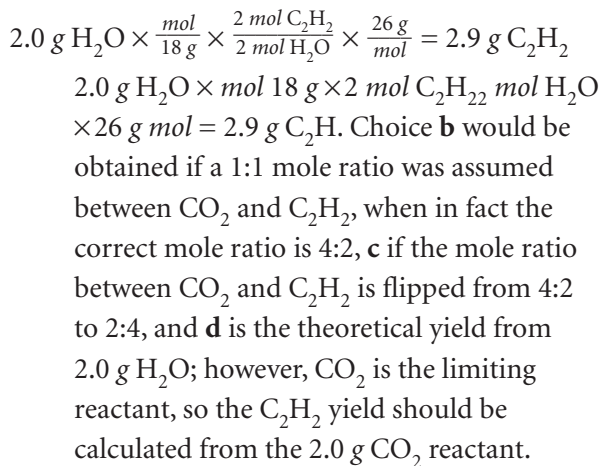 2.0 g H₂O × mol/18 g × 2 mol C₂H₂/2 mol H₂O × 26 g/mol = 2.9 g C₂H₂
2.0 g H₂O × mol 18 g ×2 mol C₂H₂₂ mol H₂O
×26 g mol = 2.9 g C₂H. Choice b would be
obtained if a 1:1 mole ratio was assumed
between CO₂ and C₂H₂, when in fact the
correct mole ratio is 4:2, c if the mole ratio
between CO₂ and C₂H₂ is flipped from 4:2
to 2:4, and d is the theoretical yield from
2.0 g H₂O; however, CO₂ is the limiting
reactant, so the C₂H₂ yield should be
calculated from the 2.0 g CO₂ reactant.